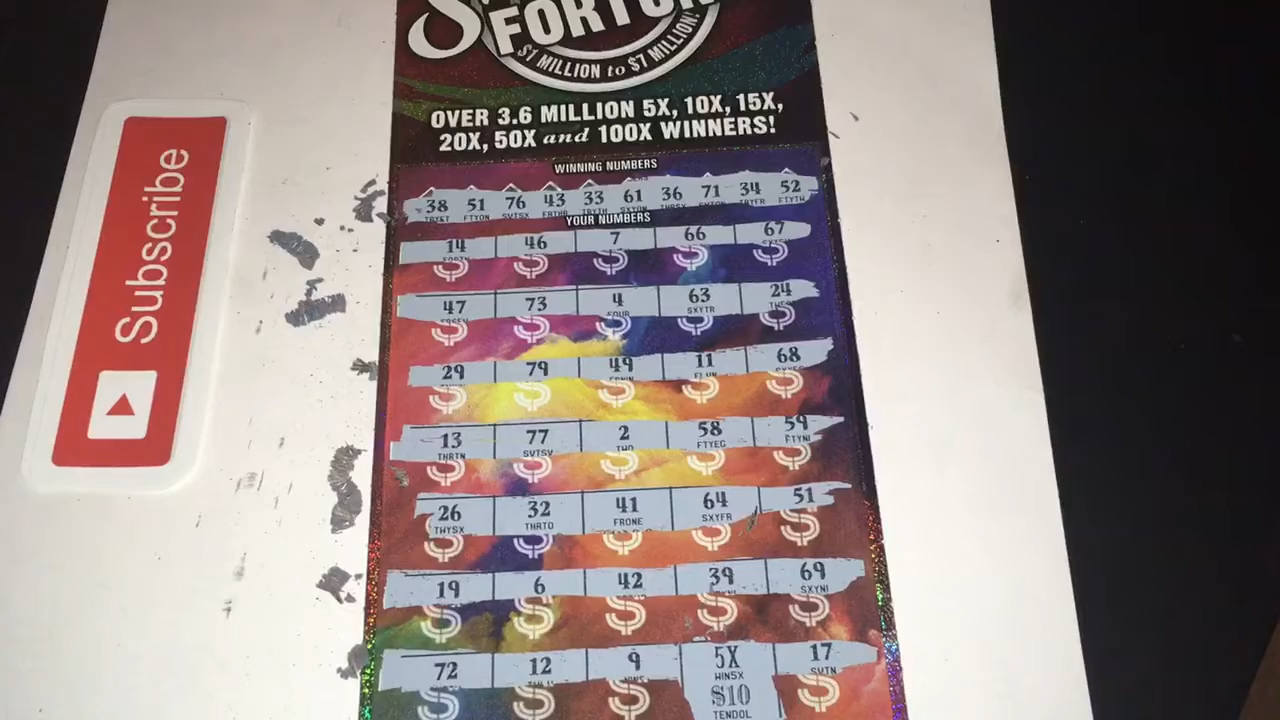 FORTUN
$1 MILLION to $7 MILLION!
OVER 3.6 MILLION 5X, 10X, 15X,
20X, 50X and 100X WINNERS!
Subscribe
WINNING NUMBERS
38 51 76 43 33 61 36 71 34 52
FTYON SVTSX FTYTH
YOUR NUMBERS
14 46 7 66 67
47 73 4 63 24
FOUR SXYTR
29 79 49 11 68
13 77 2 58 59
THRTN SVTSV TWO FTYEG FTYNI
26 32 41 64 51
THYSX THRTO FRONE SXYFR
19 6 42 39 69
SXYNI
72 12 9 5X 17
WIN5X SVTN
$10
TENDOL